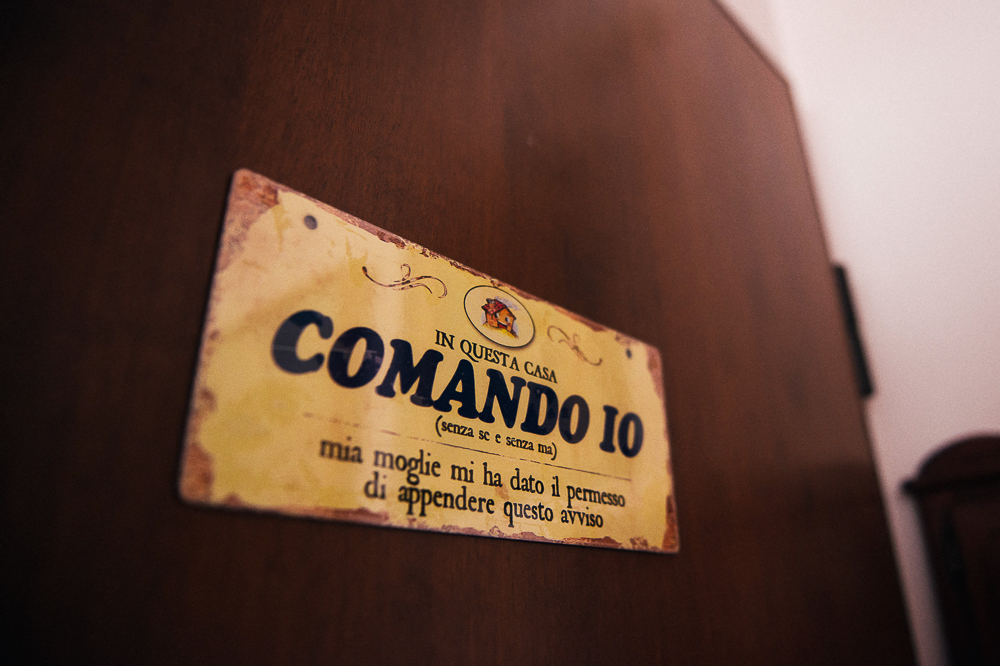 IN QUESTA CASA
COMANDO IO
(senza se e senza ma)
mia moglie mi ha dato il permesso
di appendere questo avviso